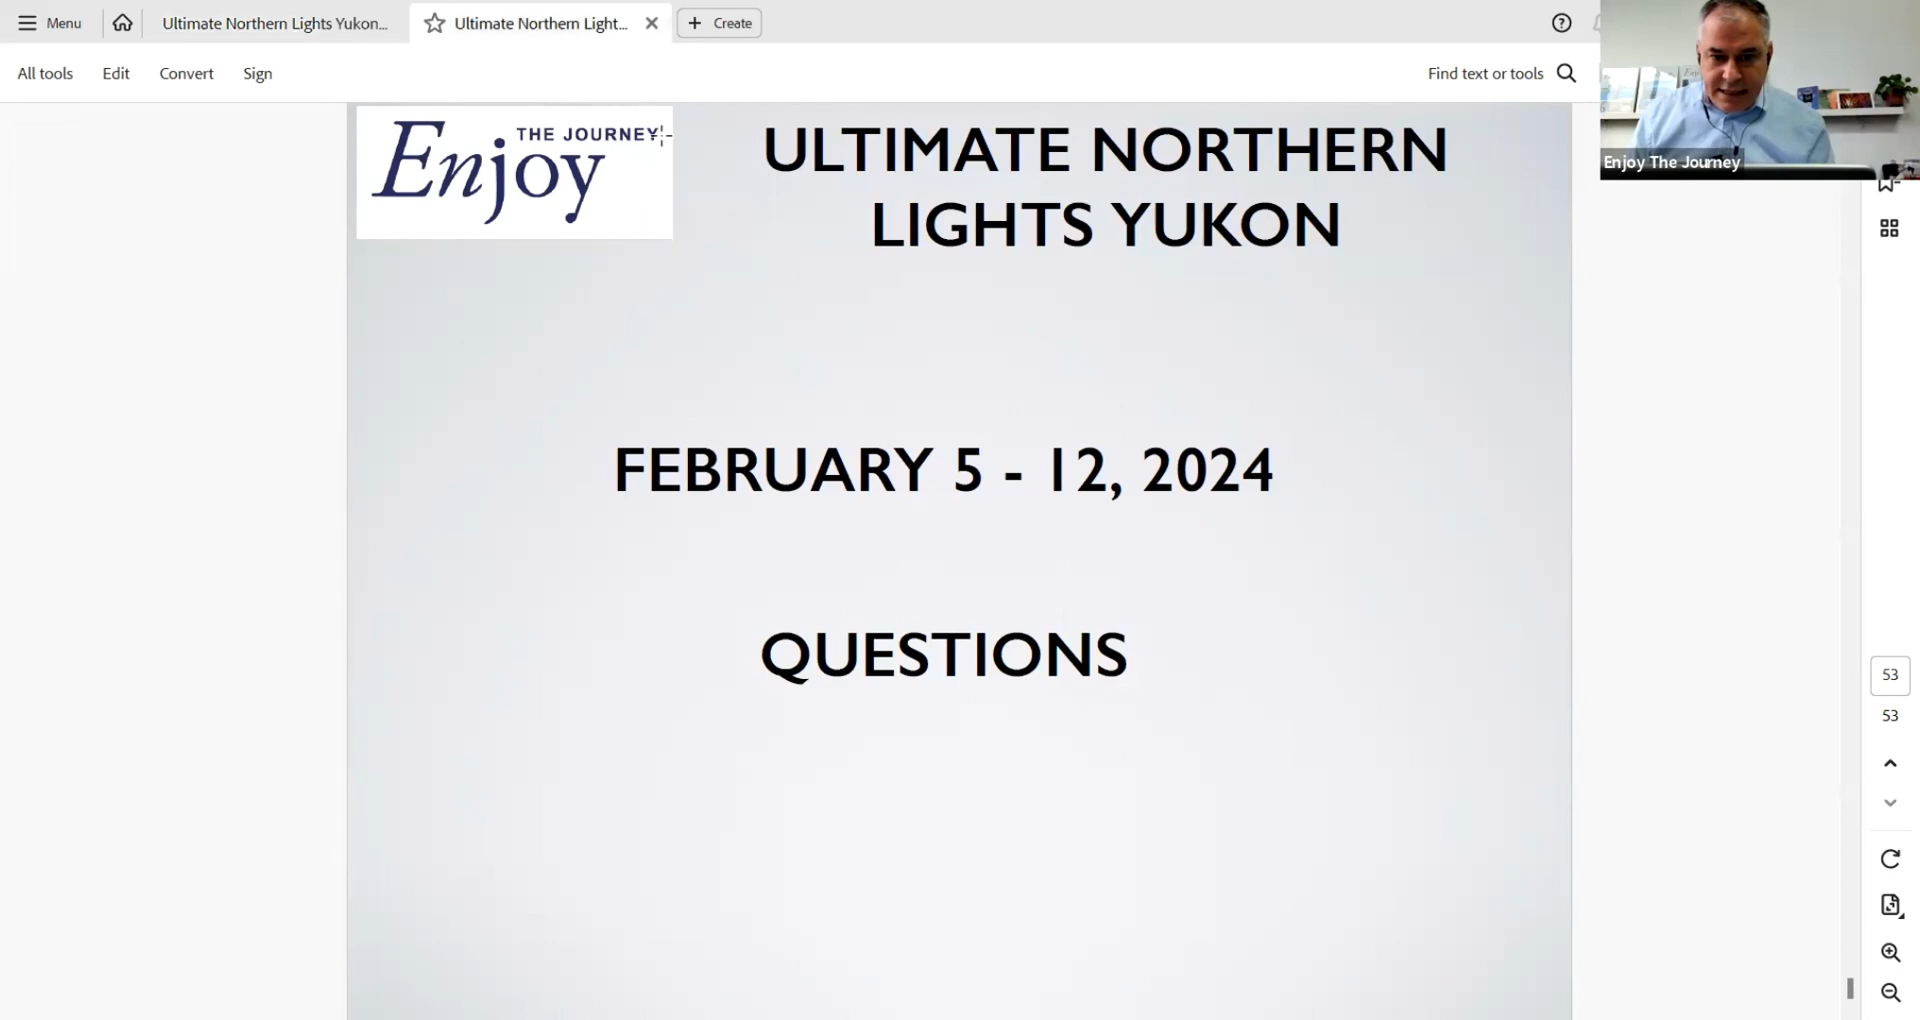 Menu
Ultimate Northern Lights Yukon...
Ultimate Northern Light...
Create
All tools
Edit
Convert
Sign
Find text or tools
THE JOURNEY
Enjoy
ULTIMATE NORTHERN
LIGHTS YUKON
Enjoy The Journey
FEBRUARY 5 - 12, 2024
QUESTIONS
53
53